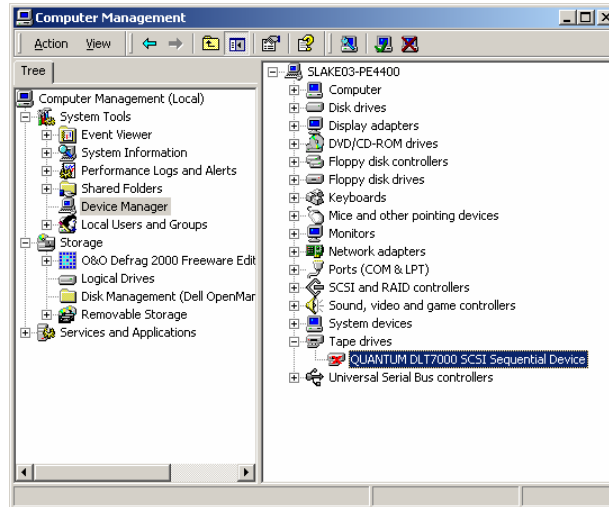 Computer Management
Action View
Tree
Computer Management (Local)
System Tools
Event Viewer
System Information
Performance Logs and Alerts
Shared Folders
Device Manager
Local Users and Groups
Storage
O&O Defrag 2000 Freeware Edit
Logical Drives
Disk Management (Dell OpenMar
Removable Storage
Services and Applications
SLAKE03-PE4400
Computer
Disk drives
Display adapters
DVD/CD-ROM drives
Floppy disk controllers
Floppy disk drives
Keyboards
Mice and other pointing devices
Monitors
Network adapters
Ports (COM & LPT)
SCSI and RAID controllers
Sound, video and game controllers
System devices
Tape drives
QUANTUM DLT7000 SCSI Sequential Device
Universal Serial Bus controllers